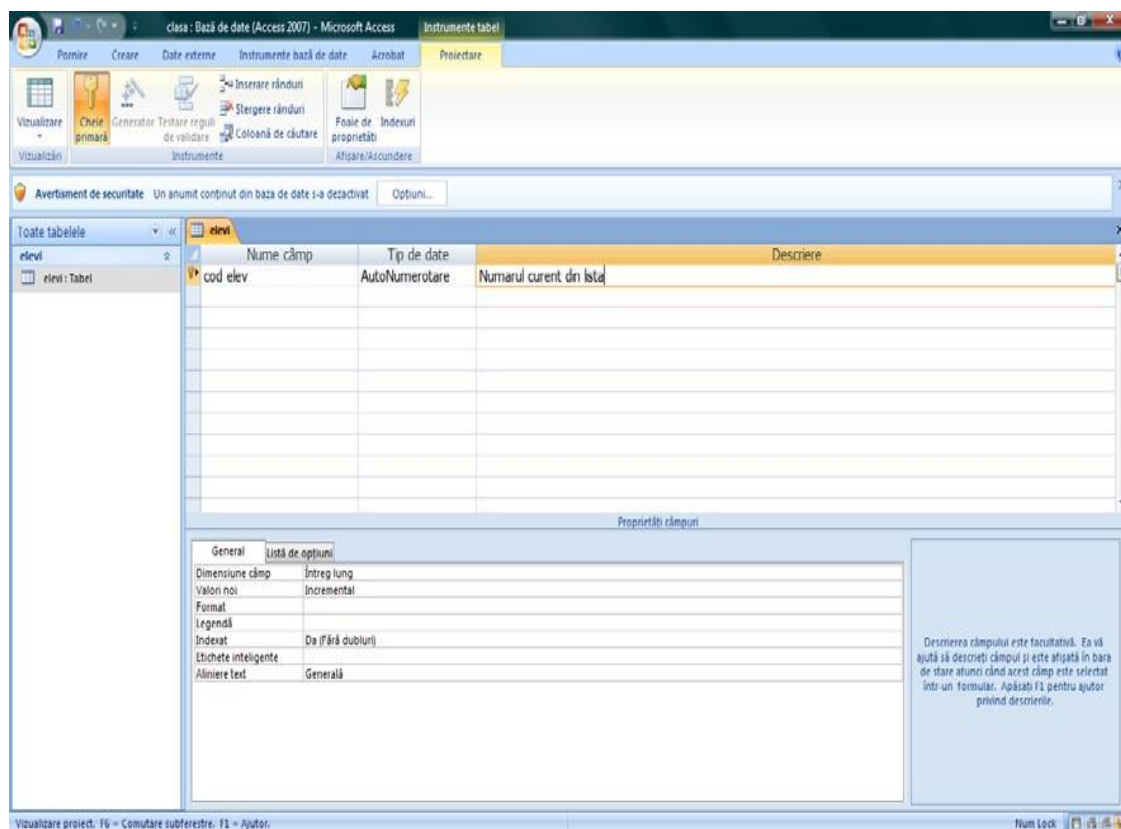 clasa : Bază de date (Access 2007) - Microsoft Access
Instrumente tabel
Pornire Creare Date externe Instrumente bază de date Acrobat Proiectare
Vizualizare
Cheie primară
Generator
Testare reguli de validare
Inserare rânduri
Ștergere rânduri
Coloană de căutare
Foaie de proprietăți
Indexuri
Vizualizări Instrumente Afișare/Ascundere
Avertisment de securitate Un anumit conținut din baza de date s-a dezactivat Opțiuni...
Toate tabelele
elevi
elevi : Tabel
elevi
Nume câmp Tip de date Descriere
cod elev AutoNumerotare Numarul curent din lista
Proprietăți câmpuri
General Listă de opțiuni
Dimensiune câmp Întreg lung
Valori noi Incremental
Format
Legendă
Indexat Da (Fără dubluri)
Etichete inteligente
Aliniere text Generală
Descrierea câmpului este facultativă. Ea vă
ajută să descrieți câmpul și este afișată în bara
de stare atunci când acest câmp este selectat
într-un formular. Apăsați F1 pentru ajutor
privind descrierile.
Vizualizare proiect. F6 = Comutare subferestre. F1 = Ajutor.
Num Lock